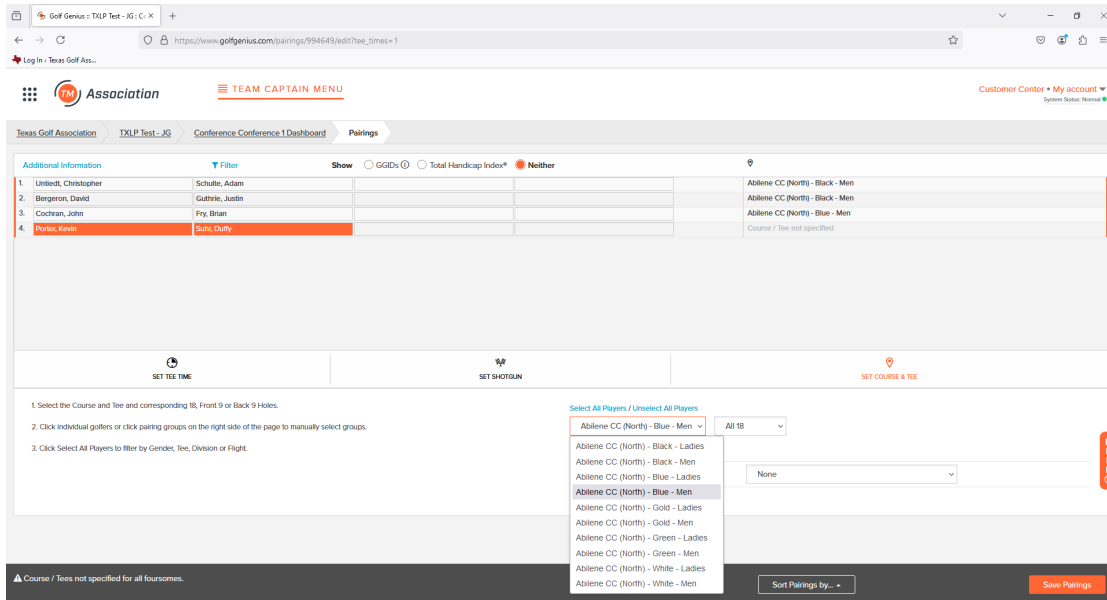 Golf Genius :: TXLP Test - JG : Co
https://www.golfgenius.com/pairings/994649/edit?tee_times=1
Log In ‹ Texas Golf Ass...
TM Association
TEAM CAPTAIN MENU
Customer Center • My account
System Status: Normal
Texas Golf Association
TXLP Test - JG
Conference Conference 1 Dashboard
Pairings
Additional Information
Filter
Show
GGIDs
Total Handicap Index®
Neither
1. Untiedt, Christopher Schulte, Adam Abilene CC (North) - Black - Men
2. Bergeron, David Guthrie, Justin Abilene CC (North) - Black - Men
3. Cochran, John Fry, Brian Abilene CC (North) - Blue - Men
4. Porter, Kevin Suhr, Duffy Course / Tee not specified
SET TEE TIME
SET SHOTGUN
SET COURSE & TEE
1. Select the Course and Tee and corresponding 18, Front 9 or Back 9 Holes.
2. Click individual golfers or click pairing groups on the right side of the page to manually select groups.
3. Click Select All Players to filter by Gender, Tee, Division or Flight.
Select All Players / Unselect All Players
Abilene CC (North) - Blue - Men
All 18
Abilene CC (North) - Black - Ladies
Abilene CC (North) - Black - Men
Abilene CC (North) - Blue - Ladies
Abilene CC (North) - Blue - Men
Abilene CC (North) - Gold - Ladies
Abilene CC (North) - Gold - Men
Abilene CC (North) - Green - Ladies
Abilene CC (North) - Green - Men
Abilene CC (North) - White - Ladies
Abilene CC (North) - White - Men
None
Course / Tees not specified for all foursomes.
Sort Pairings by...
Save Pairings